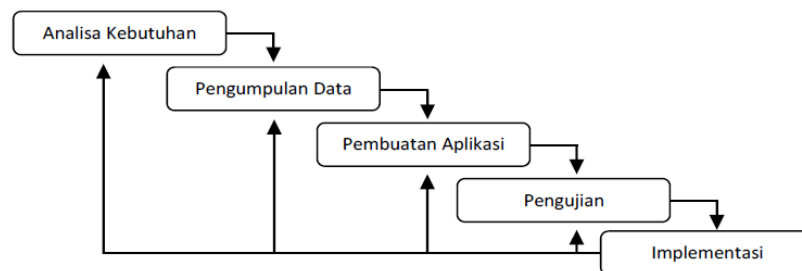 Analisa Kebutuhan
Pengumpulan Data
Pembuatan Aplikasi
Pengujian
Implementasi